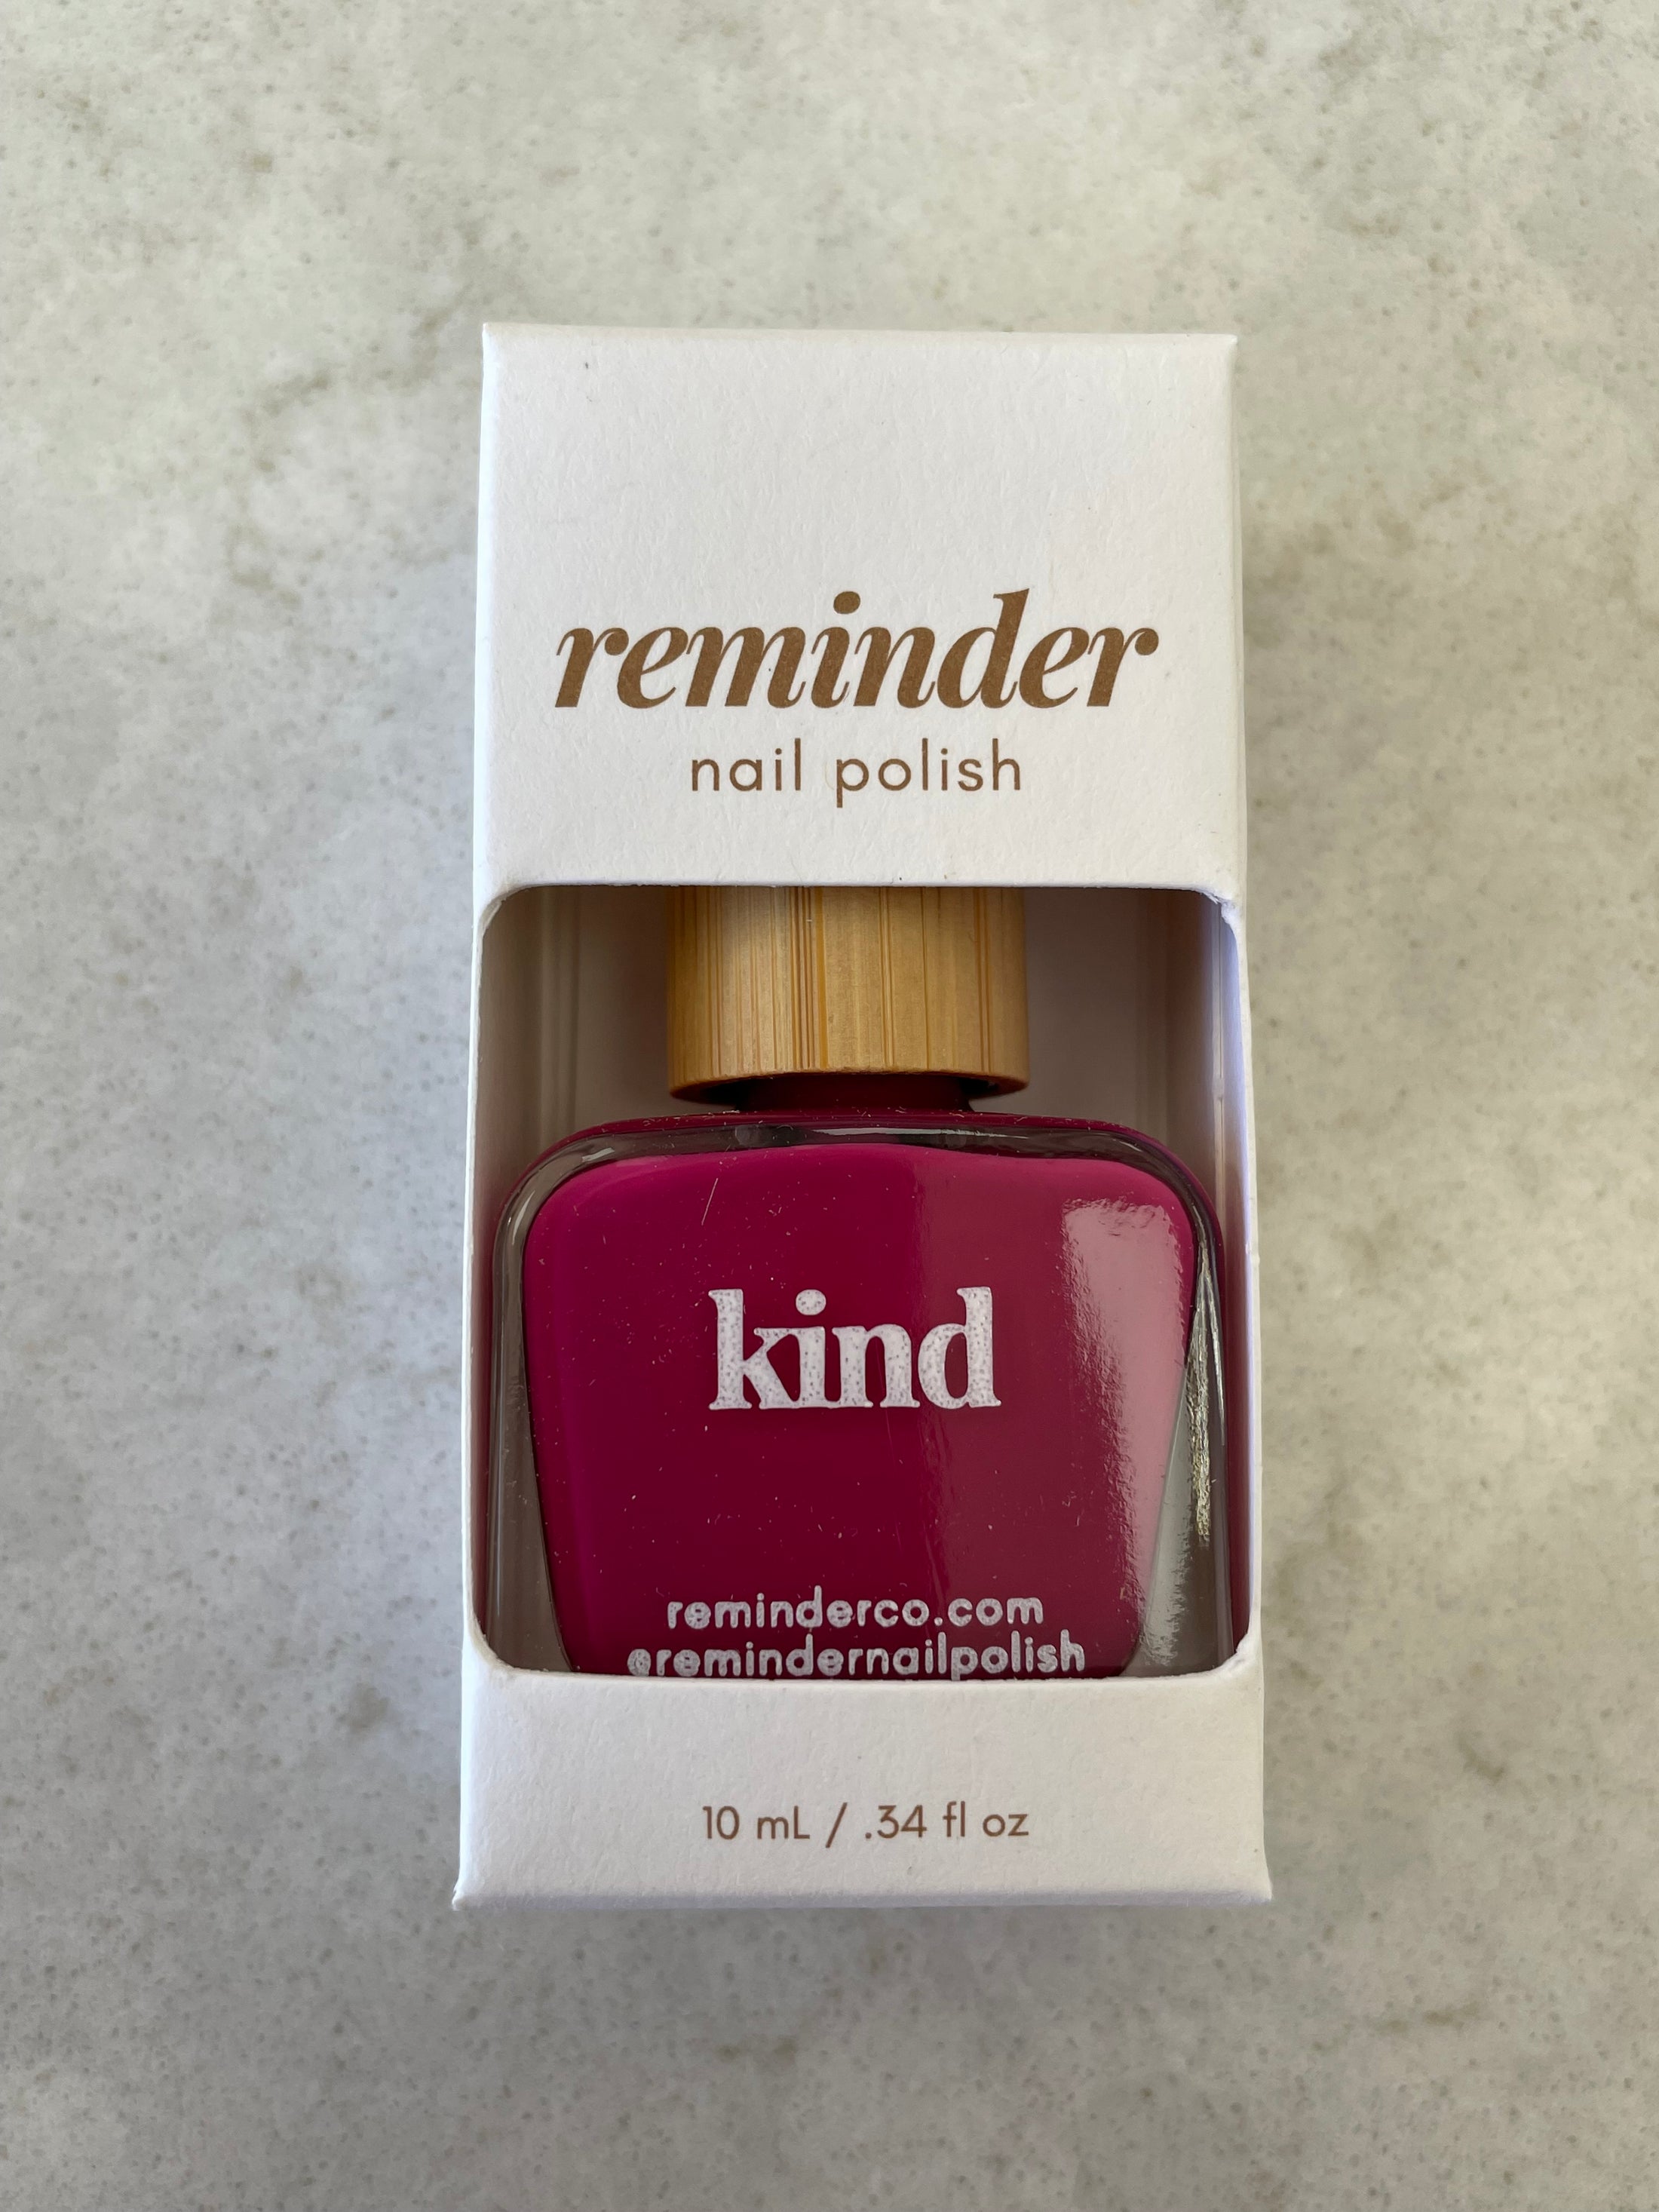 reminder
nail polish
kind
reminderco.com
@remindernailpolish
10 mL / .34 fl oz